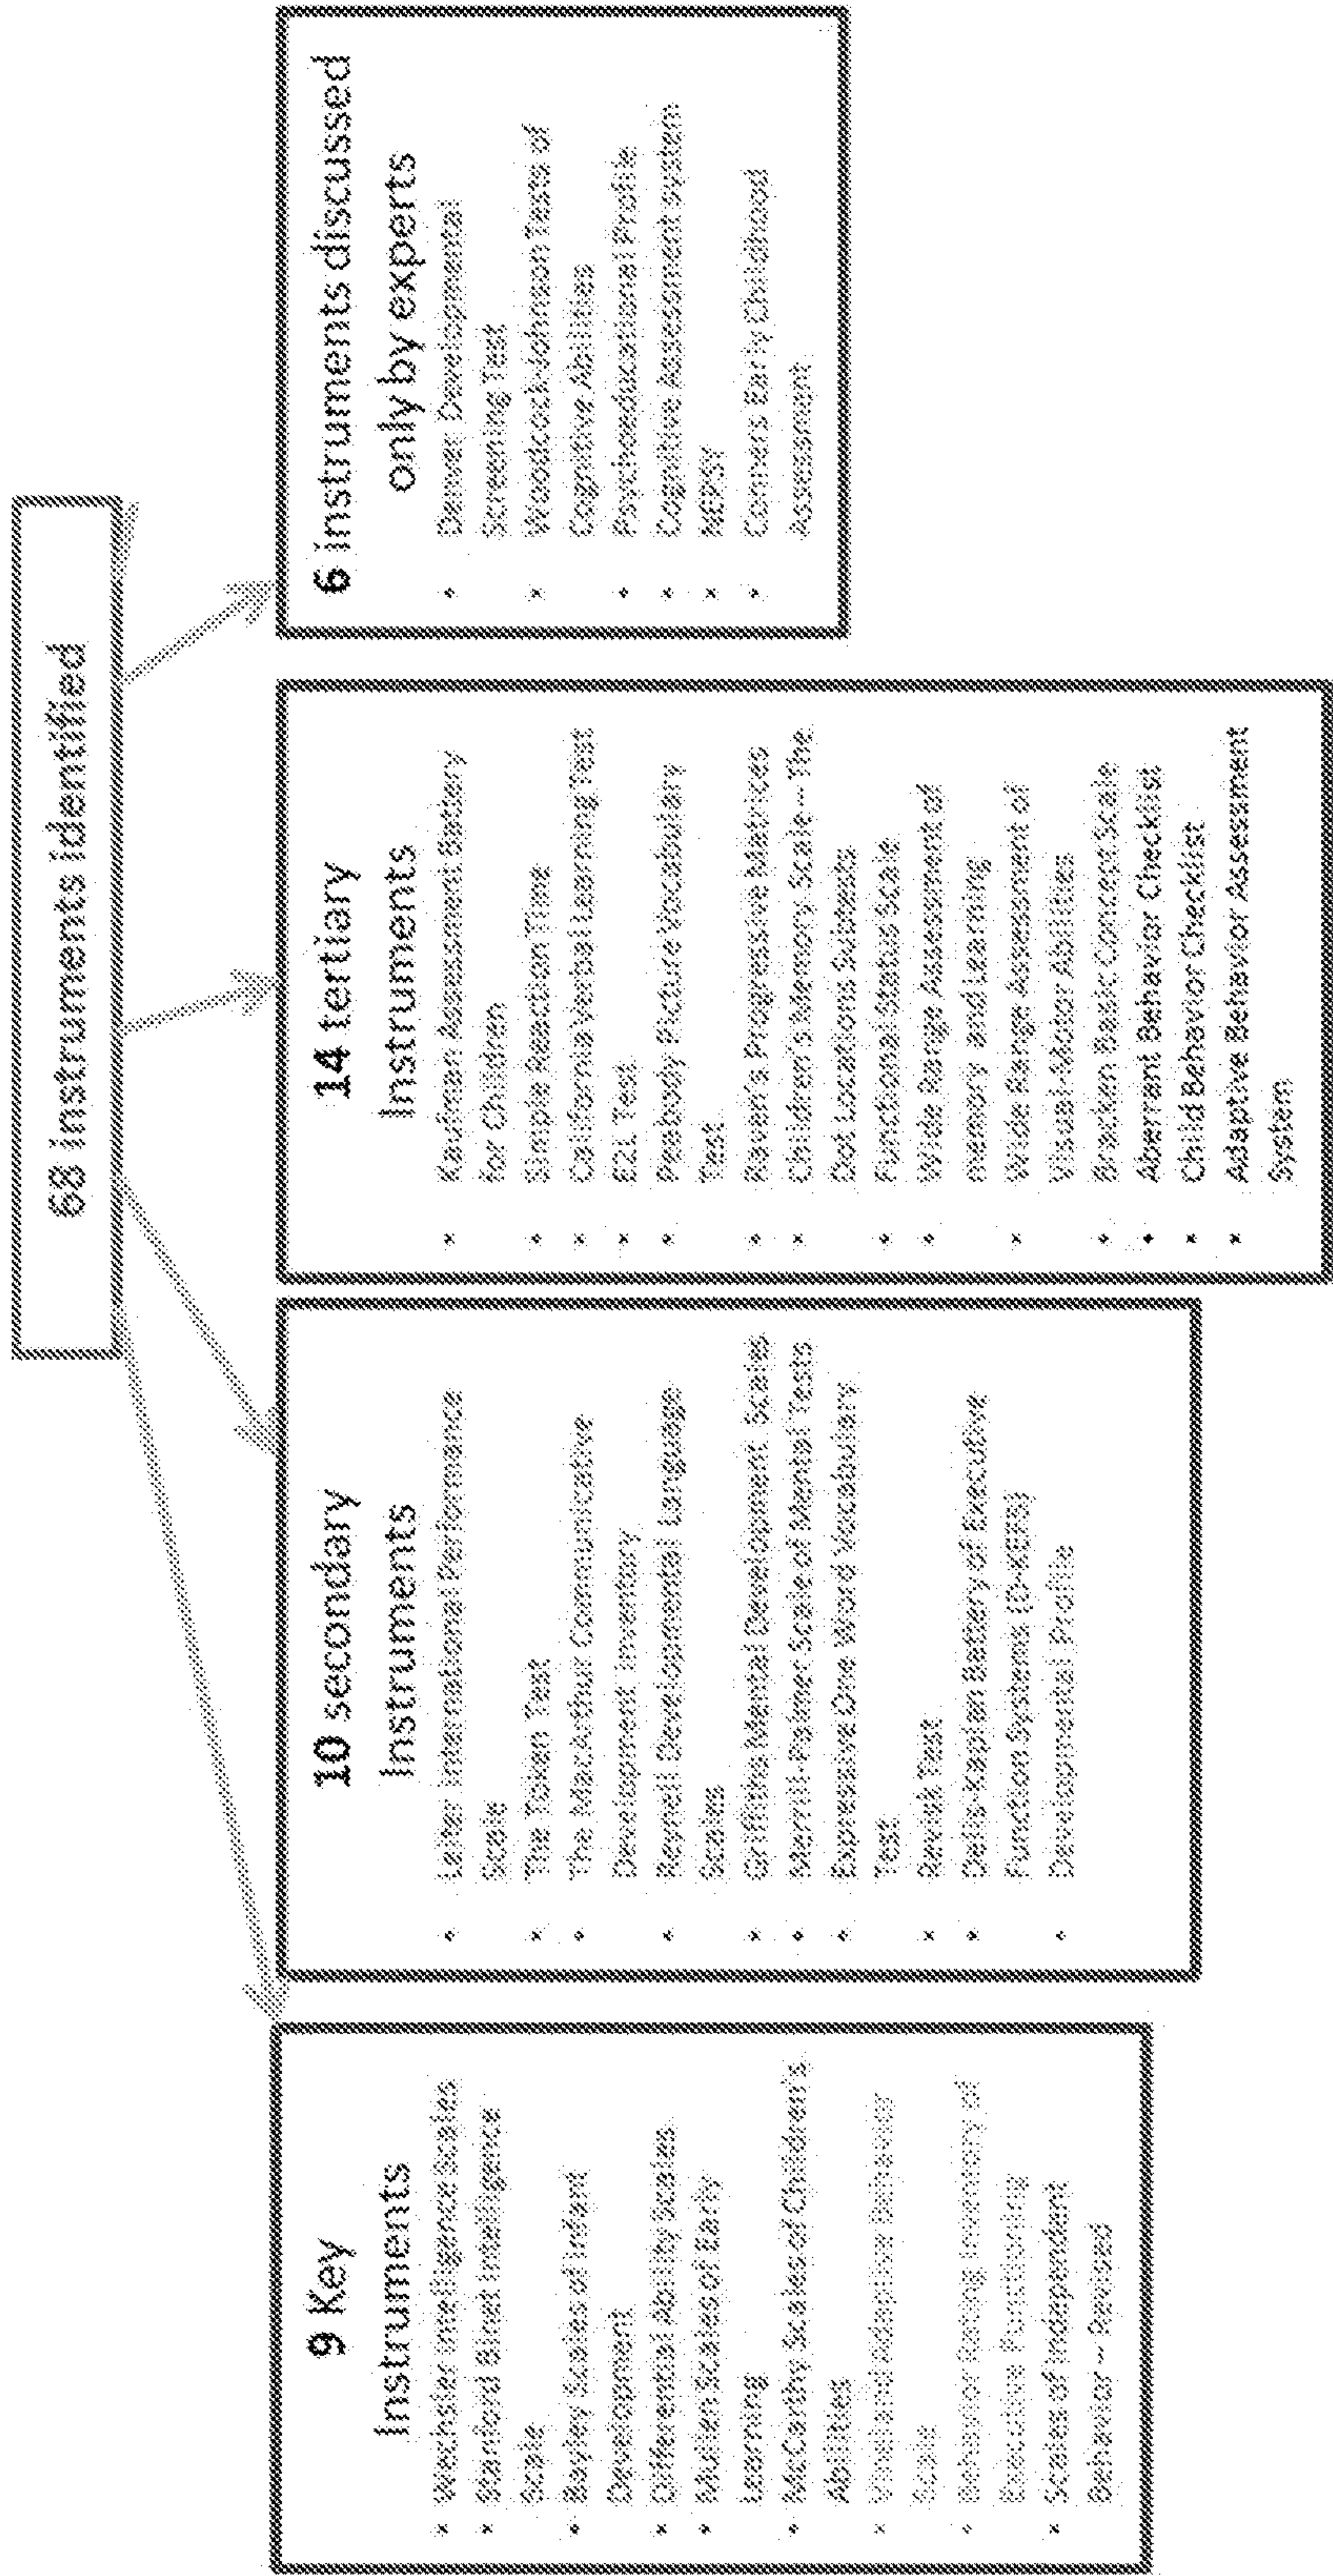 68 instruments identified
9 Key
Instruments
• Wechsler Intelligence Scales
• Stanford Binet Intelligence
Scale
• Bayley Scales of Infant
Development
• Differential Ability Scales
• Mullen Scales of Early
Learning
• McCarthy Scales of Children's
Abilities
• Vineland Adaptive Behavior
Scale
• Behavior Rating Inventory of
Executive Functioning
• Scales of Independent
Behavior – Revised
10 secondary
Instruments
• Leiter International Performance
Scale
• The Token Test
• The MacArthur Communicative
Development Inventory
• Reynell Developmental Language
Scales
• Griffiths Mental Development Scales
• Merrill-Palmer Scale of Mental Tests
• Expressive One Word Vocabulary
Test
• Test
• Delis-Kaplan Battery of Executive
Function Systems (D-KEFS)
• Developmental Profile
14 tertiary
Instruments
• Kaufman Assessment Battery
for Children
• Simple Reaction Time
• California Verbal Learning Test
• Test
• Peabody Picture Vocabulary
Test
• Raven's Progressive Matrices
• Children's Memory Scale – The
Dot Locations Subtests
• Functional Status Scale
• Wide Range Assessment of
memory and Learning
• Wide Range Assessment of
Visual-Motor Abilities
• Bracken Basic Concept Scale
• Aberrant Behavior Checklist
• Child Behavior Checklist
• Adaptive Behavior Assessment
System
6 instruments discussed
only by experts
• Denver Developmental
Screening Test
• Woodcock-Johnson Tests of
Cognitive Abilities
• Psychoeducational Profile
• Cognitive Assessment system
• NEPSY
• Conners Early Childhood
Assessment